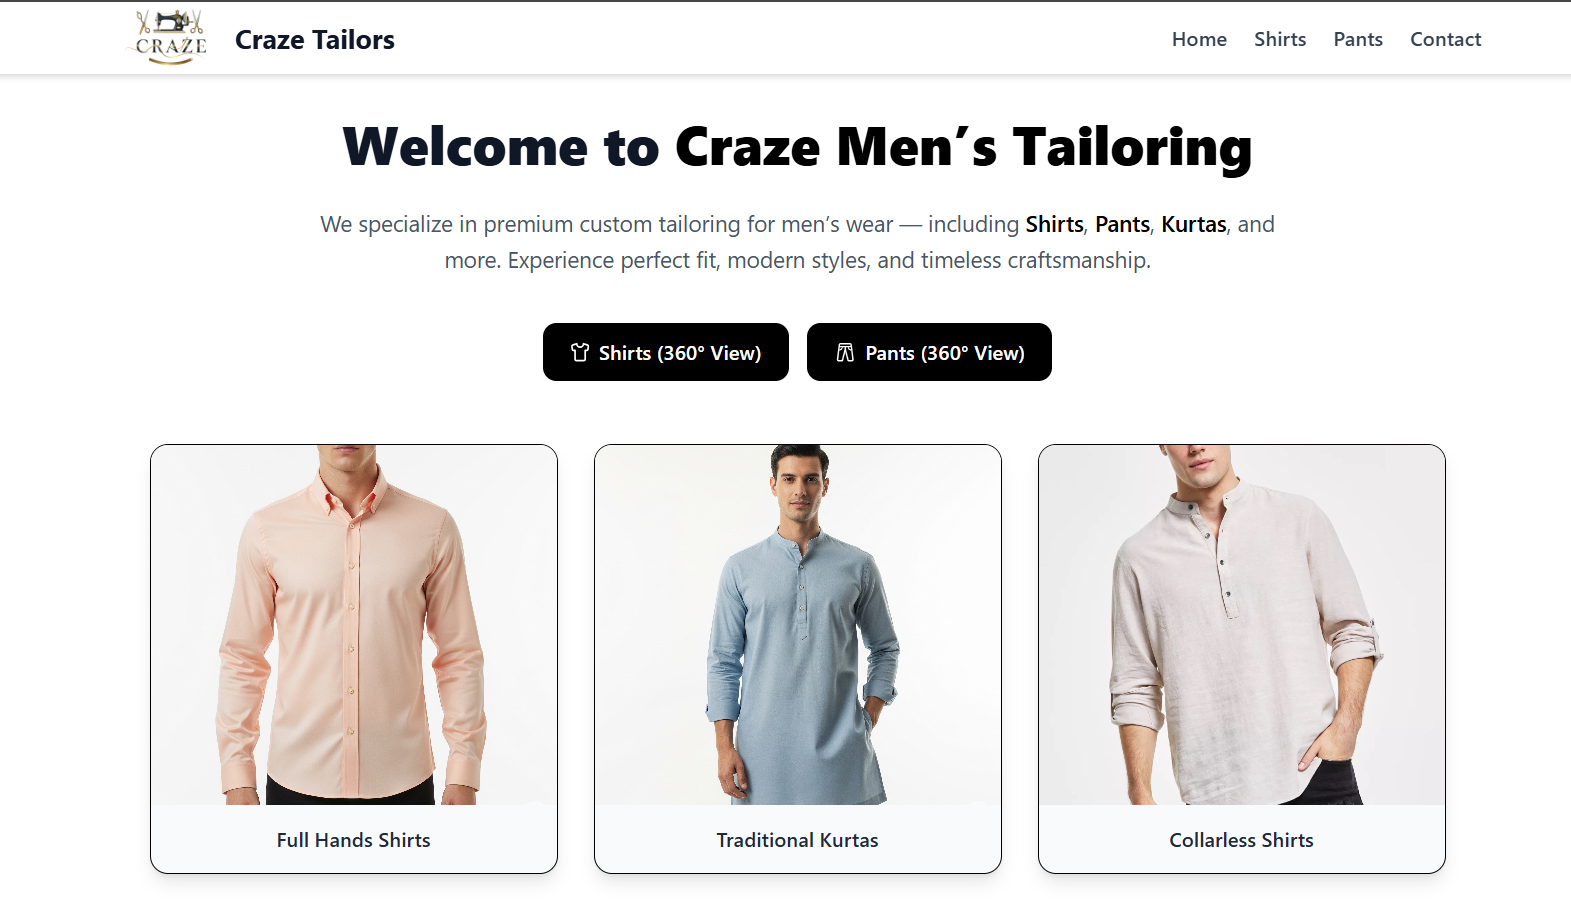 CRAZE
Craze Tailors
Home
Shirts
Pants
Contact
Welcome to Craze Men’s Tailoring
We specialize in premium custom tailoring for men’s wear — including Shirts, Pants, Kurtas, and
more. Experience perfect fit, modern styles, and timeless craftsmanship.
Shirts (360° View)
Pants (360° View)
Full Hands Shirts
Traditional Kurtas
Collarless Shirts